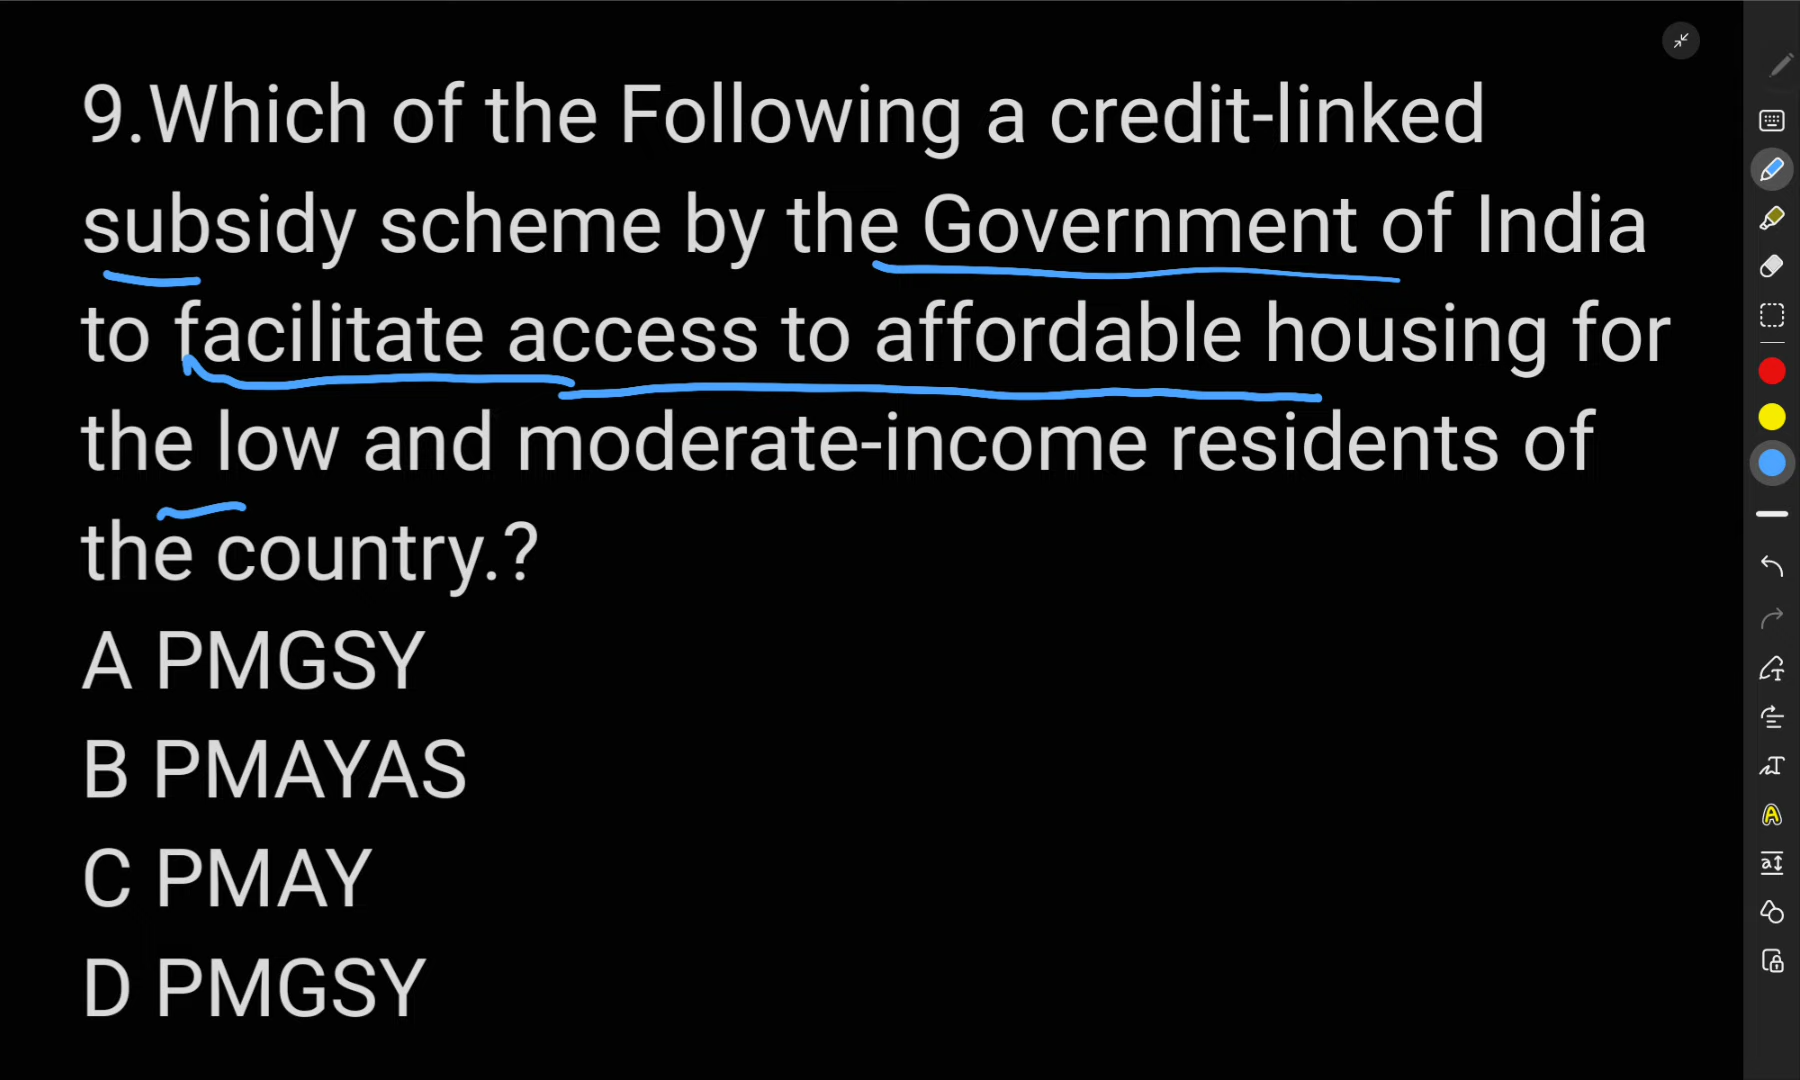 9.Which of the Following a credit-linked
subsidy scheme by the Government of India
to facilitate access to affordable housing for
the low and moderate-income residents of
the country.?
A PMGSY
B PMAYAS
C PMAY
D PMGSY